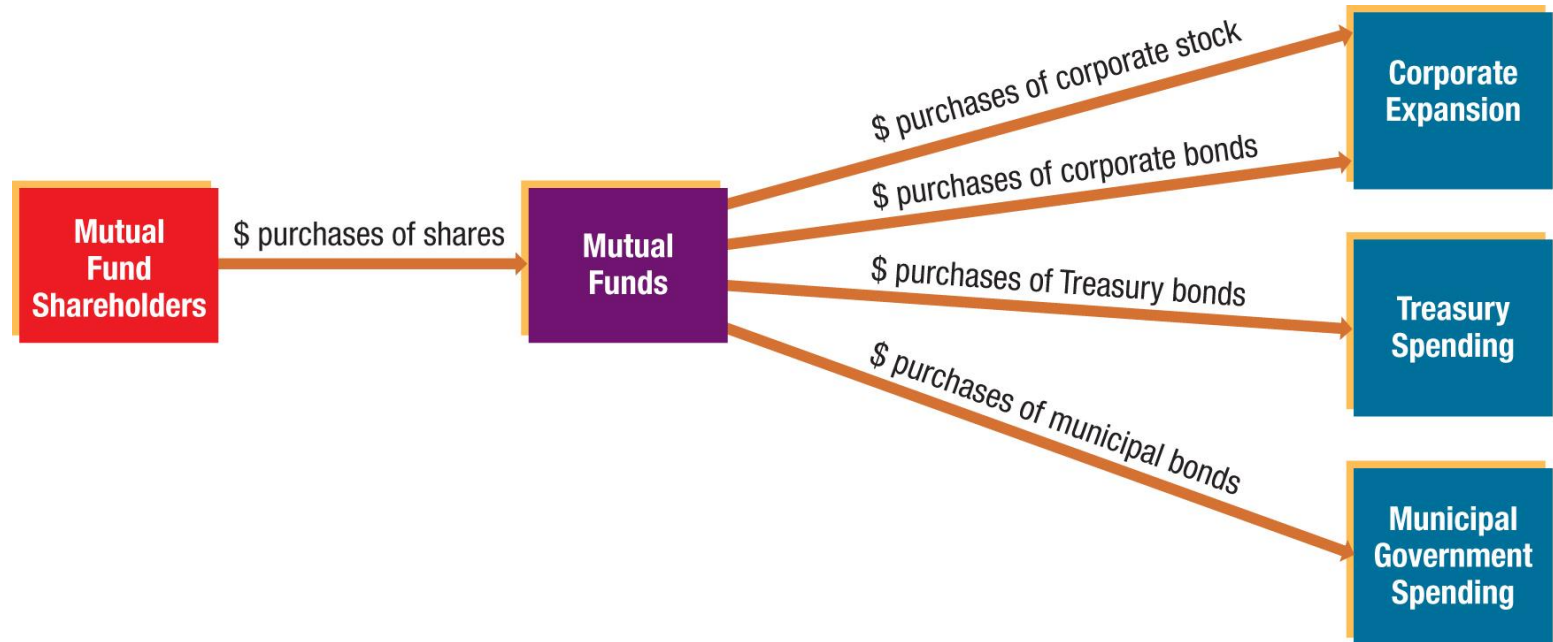 Mutual
Fund
Shareholders
$ purchases of shares
Mutual
Funds
$ purchases of corporate stock
$ purchases of corporate bonds
$ purchases of Treasury bonds
$ purchases of municipal bonds
Corporate
Expansion
Treasury
Spending
Municipal
Government
Spending